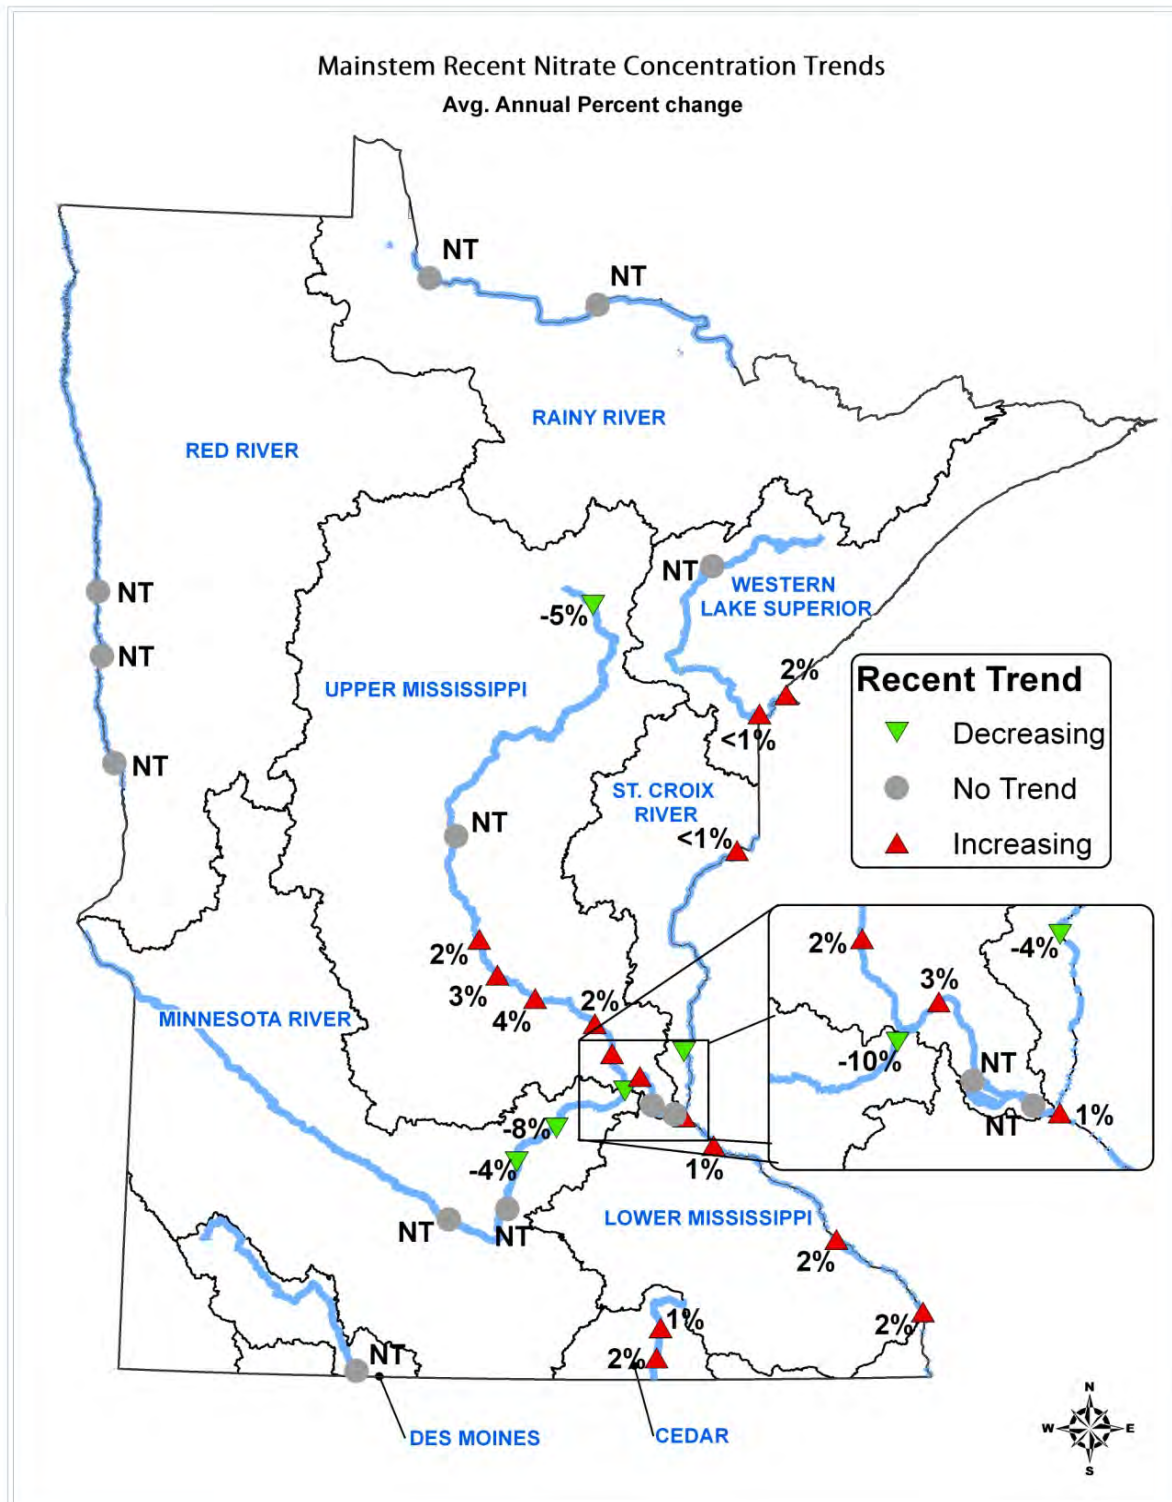 Mainstem Recent Nitrate Concentration Trends
Avg. Annual Percent change
NT
NT
RAINY RIVER
RED RIVER
NT
WESTERN
LAKE SUPERIOR
NT
-5%
NT
2%
UPPER MISSISSIPPI
<1%
NT
ST. CROIX
RIVER
NT
<1%
Recent Trend
Decreasing
No Trend
Increasing
2%
3%
4%
2%
MINNESOTA RIVER
2%
3%
-4%
-10%
NT
NT
1%
-8%
-4%
1%
NT
NT
LOWER MISSISSIPPI
2%
2%
1%
2%
NT
DES MOINES
CEDAR
N
W
E
S